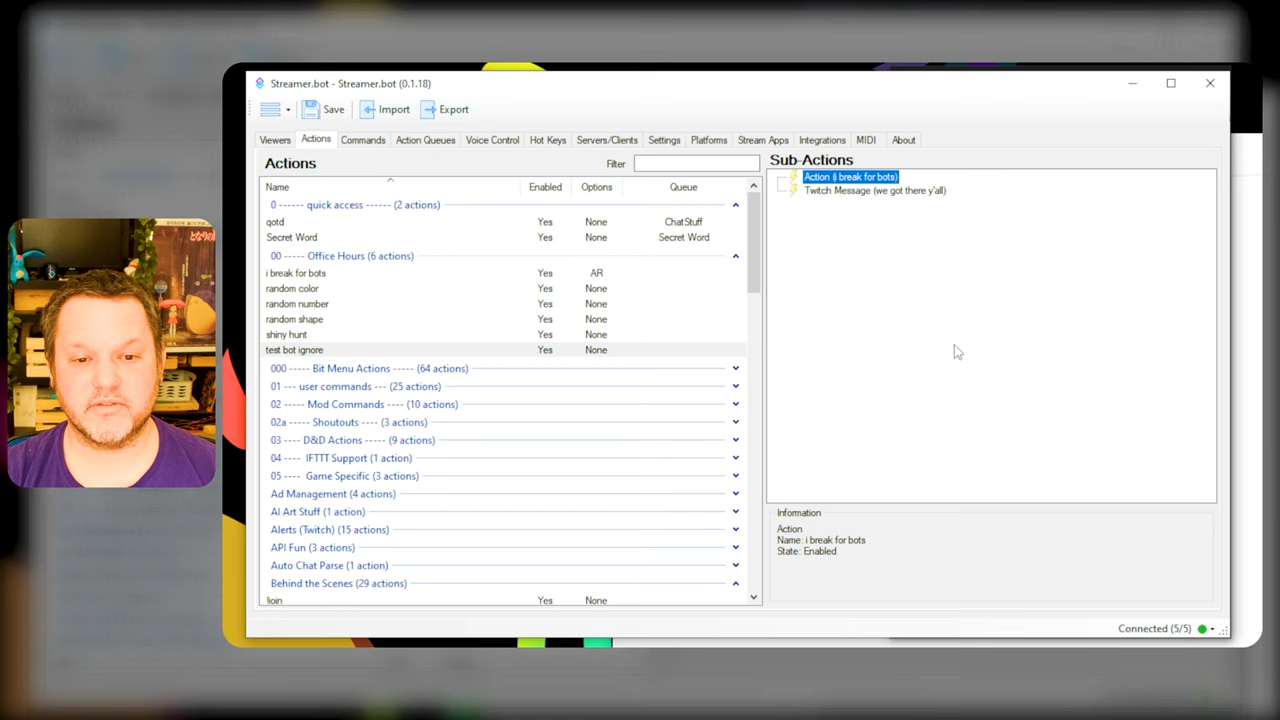 Streamer.bot - Streamer.bot (0.1.18)
Save Import Export
Viewers Actions Commands Action Queues Voice Control Hot Keys Servers/Clients Settings Platforms Stream Apps Integrations MIDI About
Actions Filter
Name Enabled Options Queue
0 ------ quick access ------ (2 actions)
qotd Yes None ChatStuff
Secret Word Yes None Secret Word
00 ----- Office Hours (6 actions)
i break for bots Yes AR
random color Yes None
random number Yes None
random shape Yes None
shiny hunt Yes None
test bot ignore Yes None
000 ---- Bit Menu Actions ----- (64 actions)
01 --- user commands --- (25 actions)
02 ---- Mod Commands ---- (10 actions)
02a ---- Shoutouts ---- (3 actions)
03 ---- D&D Actions ----- (9 actions)
04 ---- IFTTT Support (1 action)
05 ---- Game Specific (3 actions)
Ad Management (4 actions)
AI Art Stuff (1 action)
Alerts (Twitch) (15 actions)
API Fun (3 actions)
Auto Chat Parse (1 action)
Behind the Scenes (29 actions)
!join Yes None
Sub-Actions
Action (i break for bots)
Twitch Message (we got there y'all)
Information
Action
Name: i break for bots
State: Enabled
Connected (5/5)